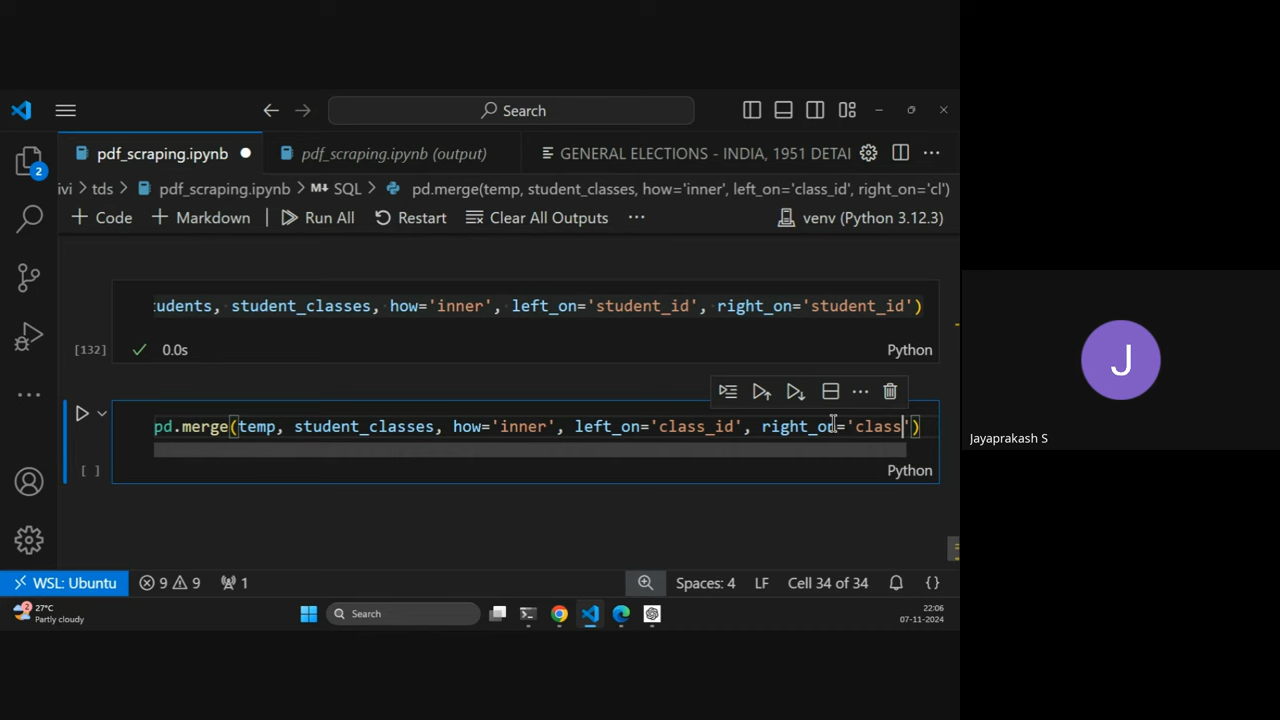 Search
pdf_scraping.ipynb
pdf_scraping.ipynb (output)
GENERAL ELECTIONS - INDIA, 1951 DETAI
2
ivi > tds > pdf_scraping.ipynb > M↓ SQL > pd.merge(temp, student_classes, how='inner', left_on='class_id', right_on='cl')
+ Code + Markdown | Run All Restart Clear All Outputs ... venv (Python 3.12.3)
tudents, student_classes, how='inner', left_on='student_id', right_on='student_id')
[132] 0.0s Python
pd.merge(temp, student_classes, how='inner', left_on='class_id', right_on='class')
[ ] Python
J
Jayaprakash S
WSL: Ubuntu 9 9 1 Spaces: 4 LF Cell 34 of 34 {}
2 27°C
Partly cloudy
Search
22:06
07-11-2024